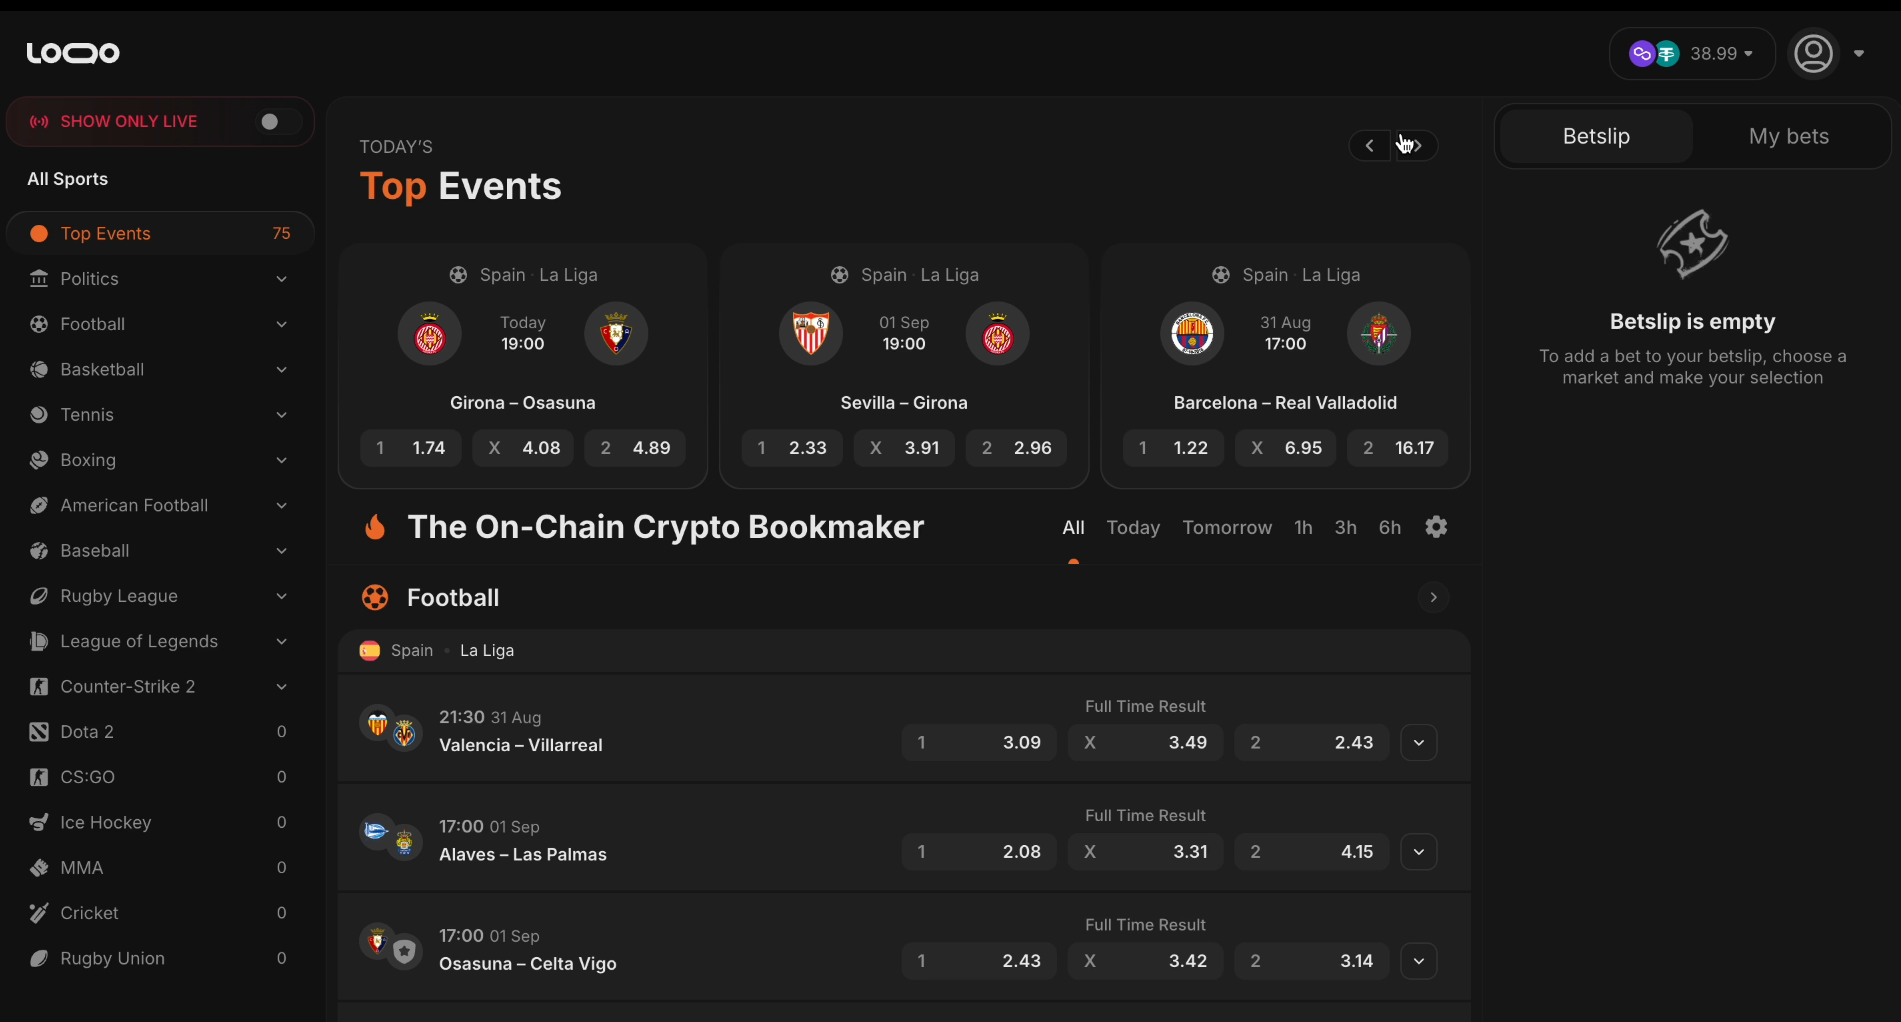 LOOQO
38.99
SHOW ONLY LIVE
All Sports
Top Events 75
Politics
Football
Basketball
Tennis
Boxing
American Football
Baseball
Rugby League
League of Legends
Counter-Strike 2
Dota 2 0
CS:GO 0
Ice Hockey 0
MMA 0
Cricket 0
Rugby Union 0
TODAY'S
Top Events
Spain · La Liga
Today
19:00
Girona – Osasuna
1 1.74 X 4.08 2 4.89
Spain · La Liga
01 Sep
19:00
Sevilla – Girona
1 2.33 X 3.91 2 2.96
Spain · La Liga
31 Aug
17:00
Barcelona – Real Valladolid
1 1.22 X 6.95 2 16.17
The On-Chain Crypto Bookmaker
All Today Tomorrow 1h 3h 6h
Football
Spain • La Liga
21:30 31 Aug
Valencia – Villarreal
Full Time Result
1 3.09 X 3.49 2 2.43
17:00 01 Sep
Alaves – Las Palmas
Full Time Result
1 2.08 X 3.31 2 4.15
17:00 01 Sep
Osasuna – Celta Vigo
Full Time Result
1 2.43 X 3.42 2 3.14
Betslip My bets
Betslip is empty
To add a bet to your betslip, choose a
market and make your selection